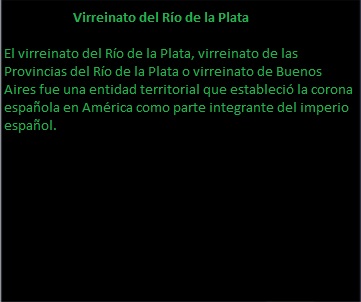 Virreinato del Río de la Plata
El virreinato del Río de la Plata, virreinato de las
Provincias del Río de la Plata o virreinato de Buenos
Aires fue una entidad territorial que estableció la corona
española en América como parte integrante del imperio
español.